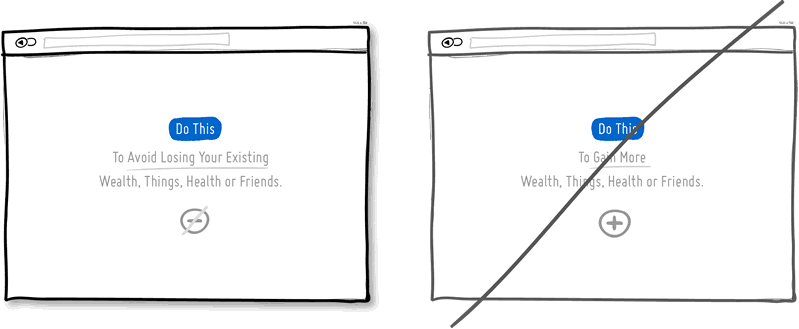 Do This
To Avoid Losing Your Existing
Wealth, Things, Health or Friends.
Do This
To Gain More
Wealth, Things, Health or Friends.